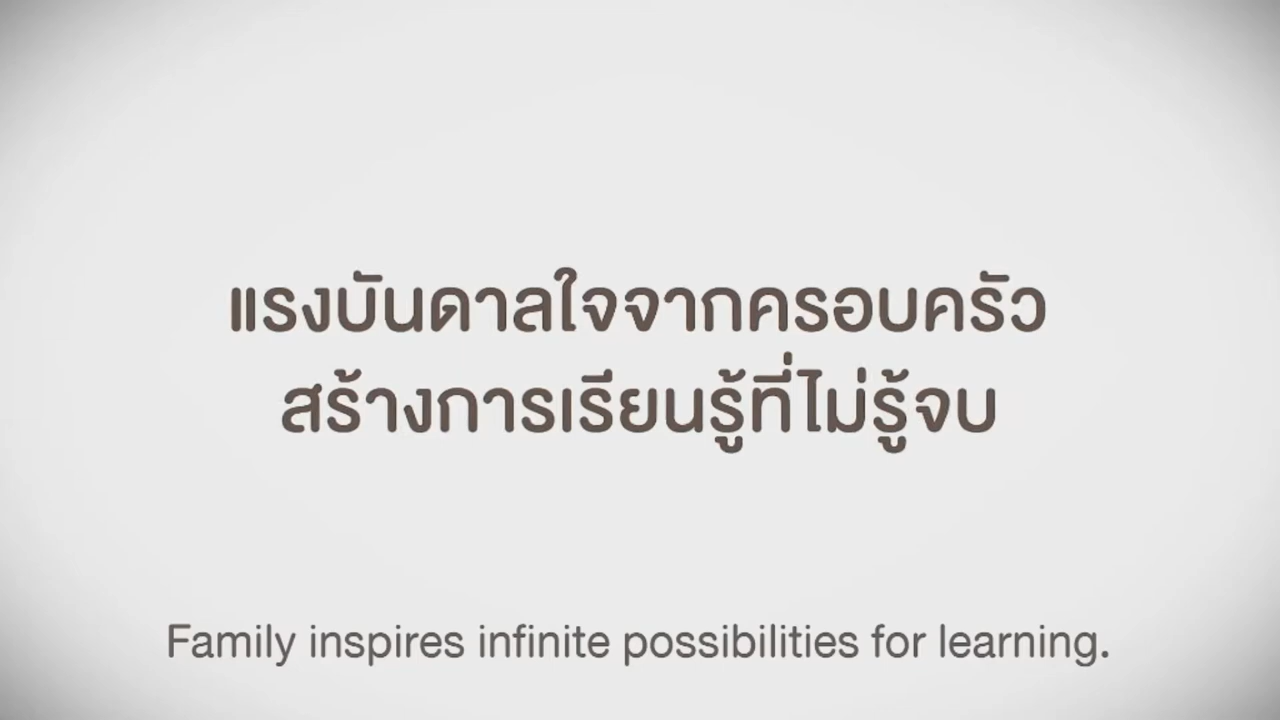 แรงบันดาลใจจากครอบครัว
สร้างการเรียนรู้ที่ไม่รู้จบ
Family inspires infinite possibilities for learning.